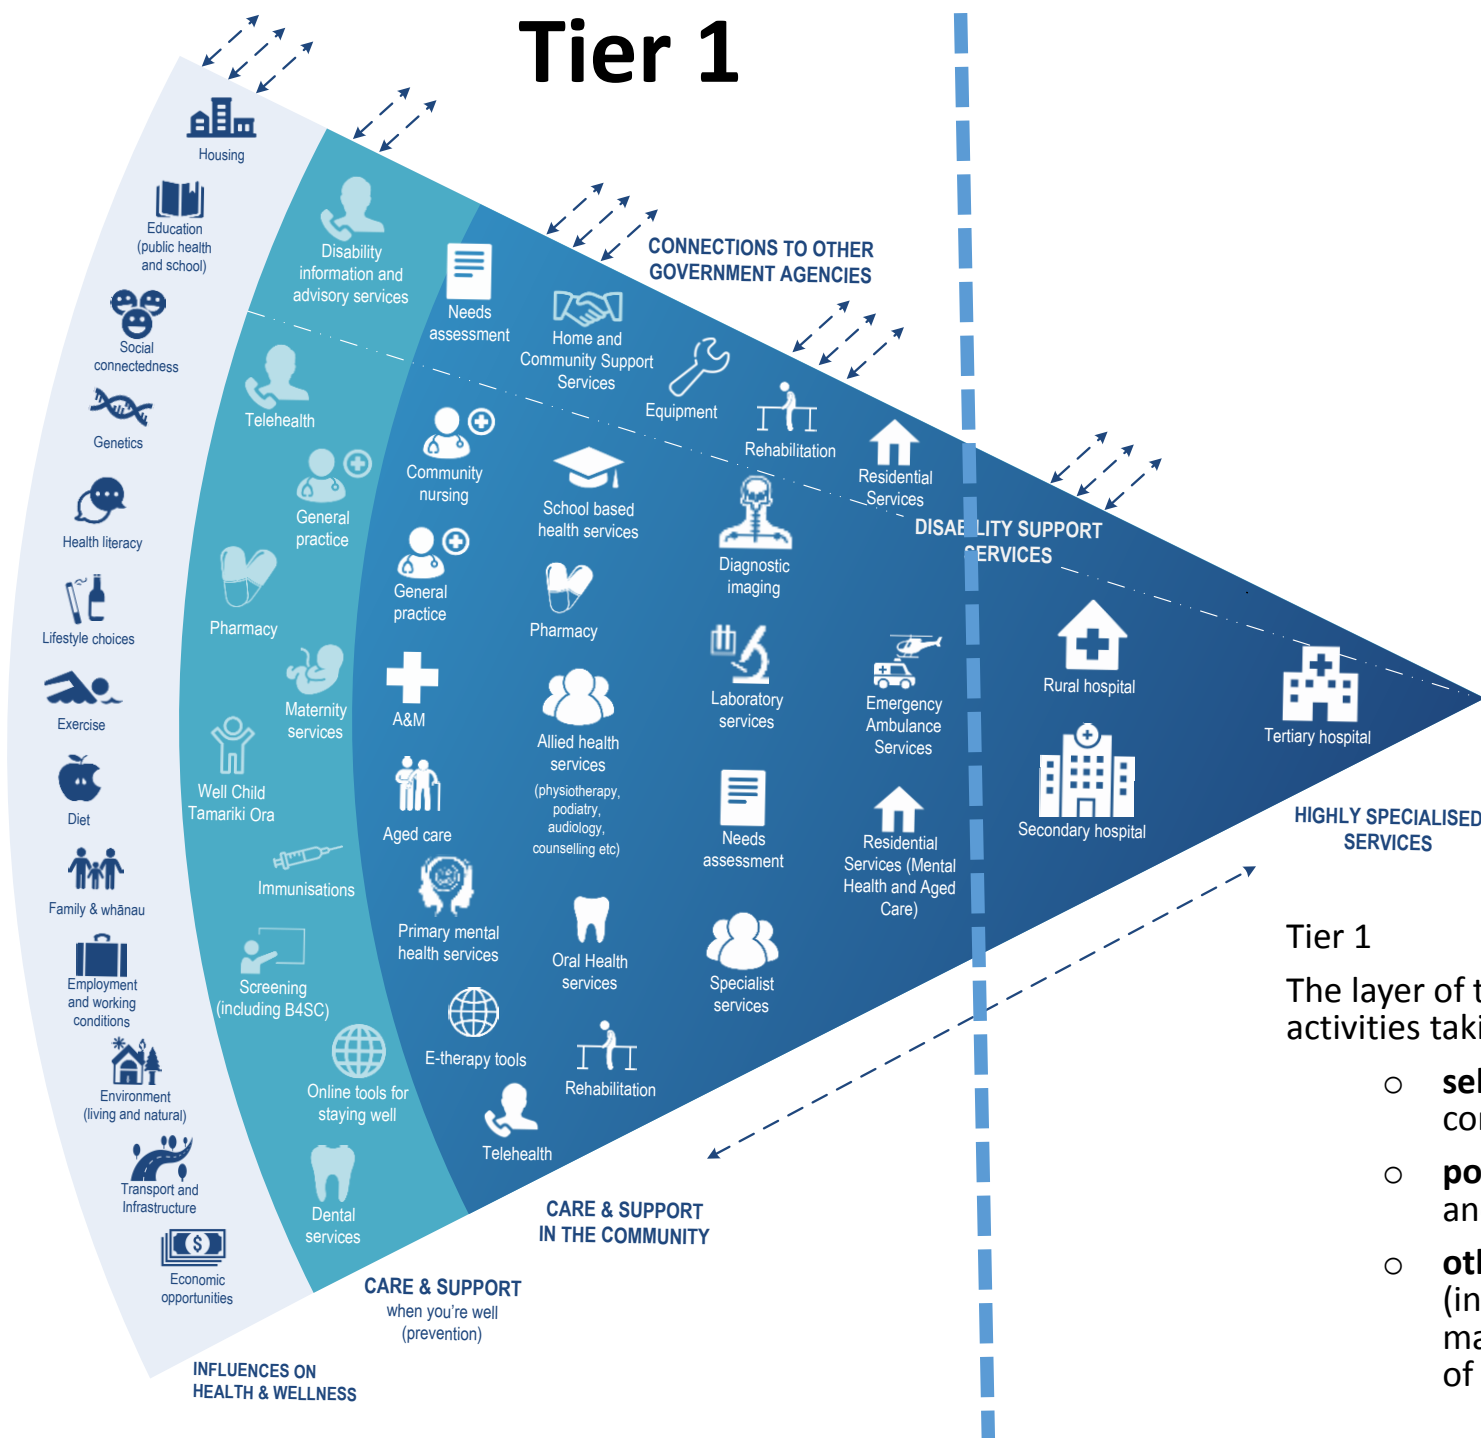 Tier 1
Housing
Education
(public health
and school)
Social
connectedness
Genetics
Health literacy
Lifestyle choices
Exercise
Diet
Family & whānau
Employment
and working
conditions
Environment
(living and natural)
Transport and
Infrastructure
$
Economic
opportunities
INFLUENCES ON
HEALTH & WELLNESS
Disability
information and
advisory services
Telehealth
General
practice
Pharmacy
Maternity
services
Well Child
Tamariki Ora
Immunisations
Screening
(including B4SC)
Online tools for
staying well
Dental
services
CARE & SUPPORT
when you're well
(prevention)
CONNECTIONS TO OTHER
GOVERNMENT AGENCIES
Needs
assessment
Home and
Community Support
Services
Equipment
Rehabilitation
Residential
Services
DISABILITY SUPPORT
SERVICES
Community
nursing
School based
health services
Diagnostic
imaging
General
practice
Pharmacy
Laboratory
services
Emergency
Ambulance
Services
A&M
Allied health
services
(physiotherapy,
podiatry,
audiology,
counselling etc)
Aged care
Needs
assessment
Residential
Services (Mental
Health and Aged
Care)
Primary mental
health services
Oral Health
services
Specialist
services
E-therapy tools
Rehabilitation
Telehealth
CARE & SUPPORT
IN THE COMMUNITY
Rural hospital
Secondary hospital
Tertiary hospital
HIGHLY SPECIALISED
SERVICES
Tier 1
The layer of
activities
(in
of